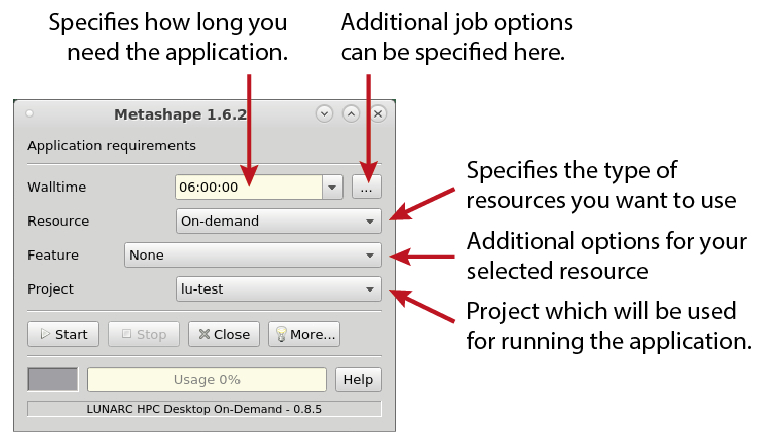 Specifies how long you
need the application.
Additional job options
can be specified here.
Metashape 1.6.2
Application requirements
Walltime
06:00:00
...
Resource
On-demand
Feature
None
Project
lu-test
Specifies the type of
resources you want to use
Additional options for your
selected resource
Project which will be used
for running the application.
Start
Stop
Close
More...
Usage 0%
Help
LUNARC HPC Desktop On-Demand - 0.8.5